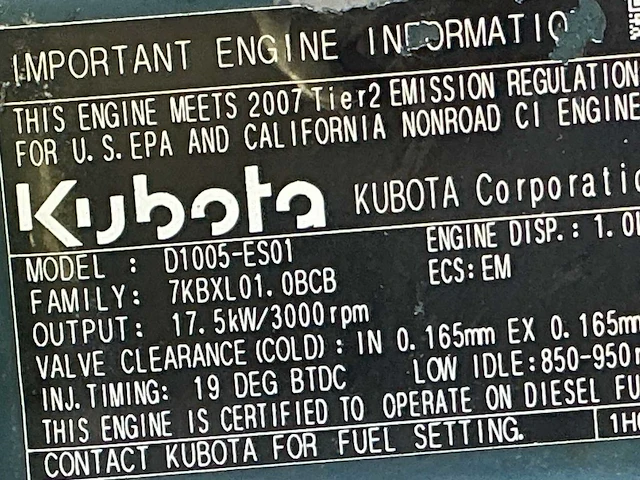 IMPORTANT ENGINE INFORMATIO
THIS ENGINE MEETS 2007 Tier2 EMISSION REGULATION
FOR U.S.EPA AND CALIFORNIA NONROAD CI ENGINE
Kubota KUBOTA Corporatio
MODEL : D1005-ES01 ENGINE DISP.: 1.0
FAMILY: 7KBXL01.0BCB ECS:EM
OUTPUT: 17.5kW/3000rpm
VALVE CLEARANCE(COLD): IN 0.165mm EX 0.165mm
INJ.TIMING: 19 DEG BTDC LOW IDLE:850-950
THIS ENGINE IS CERTIFIED TO OPERATE ON DIESEL FU
CONTACT KUBOTA FOR FUEL SETTING. 1H